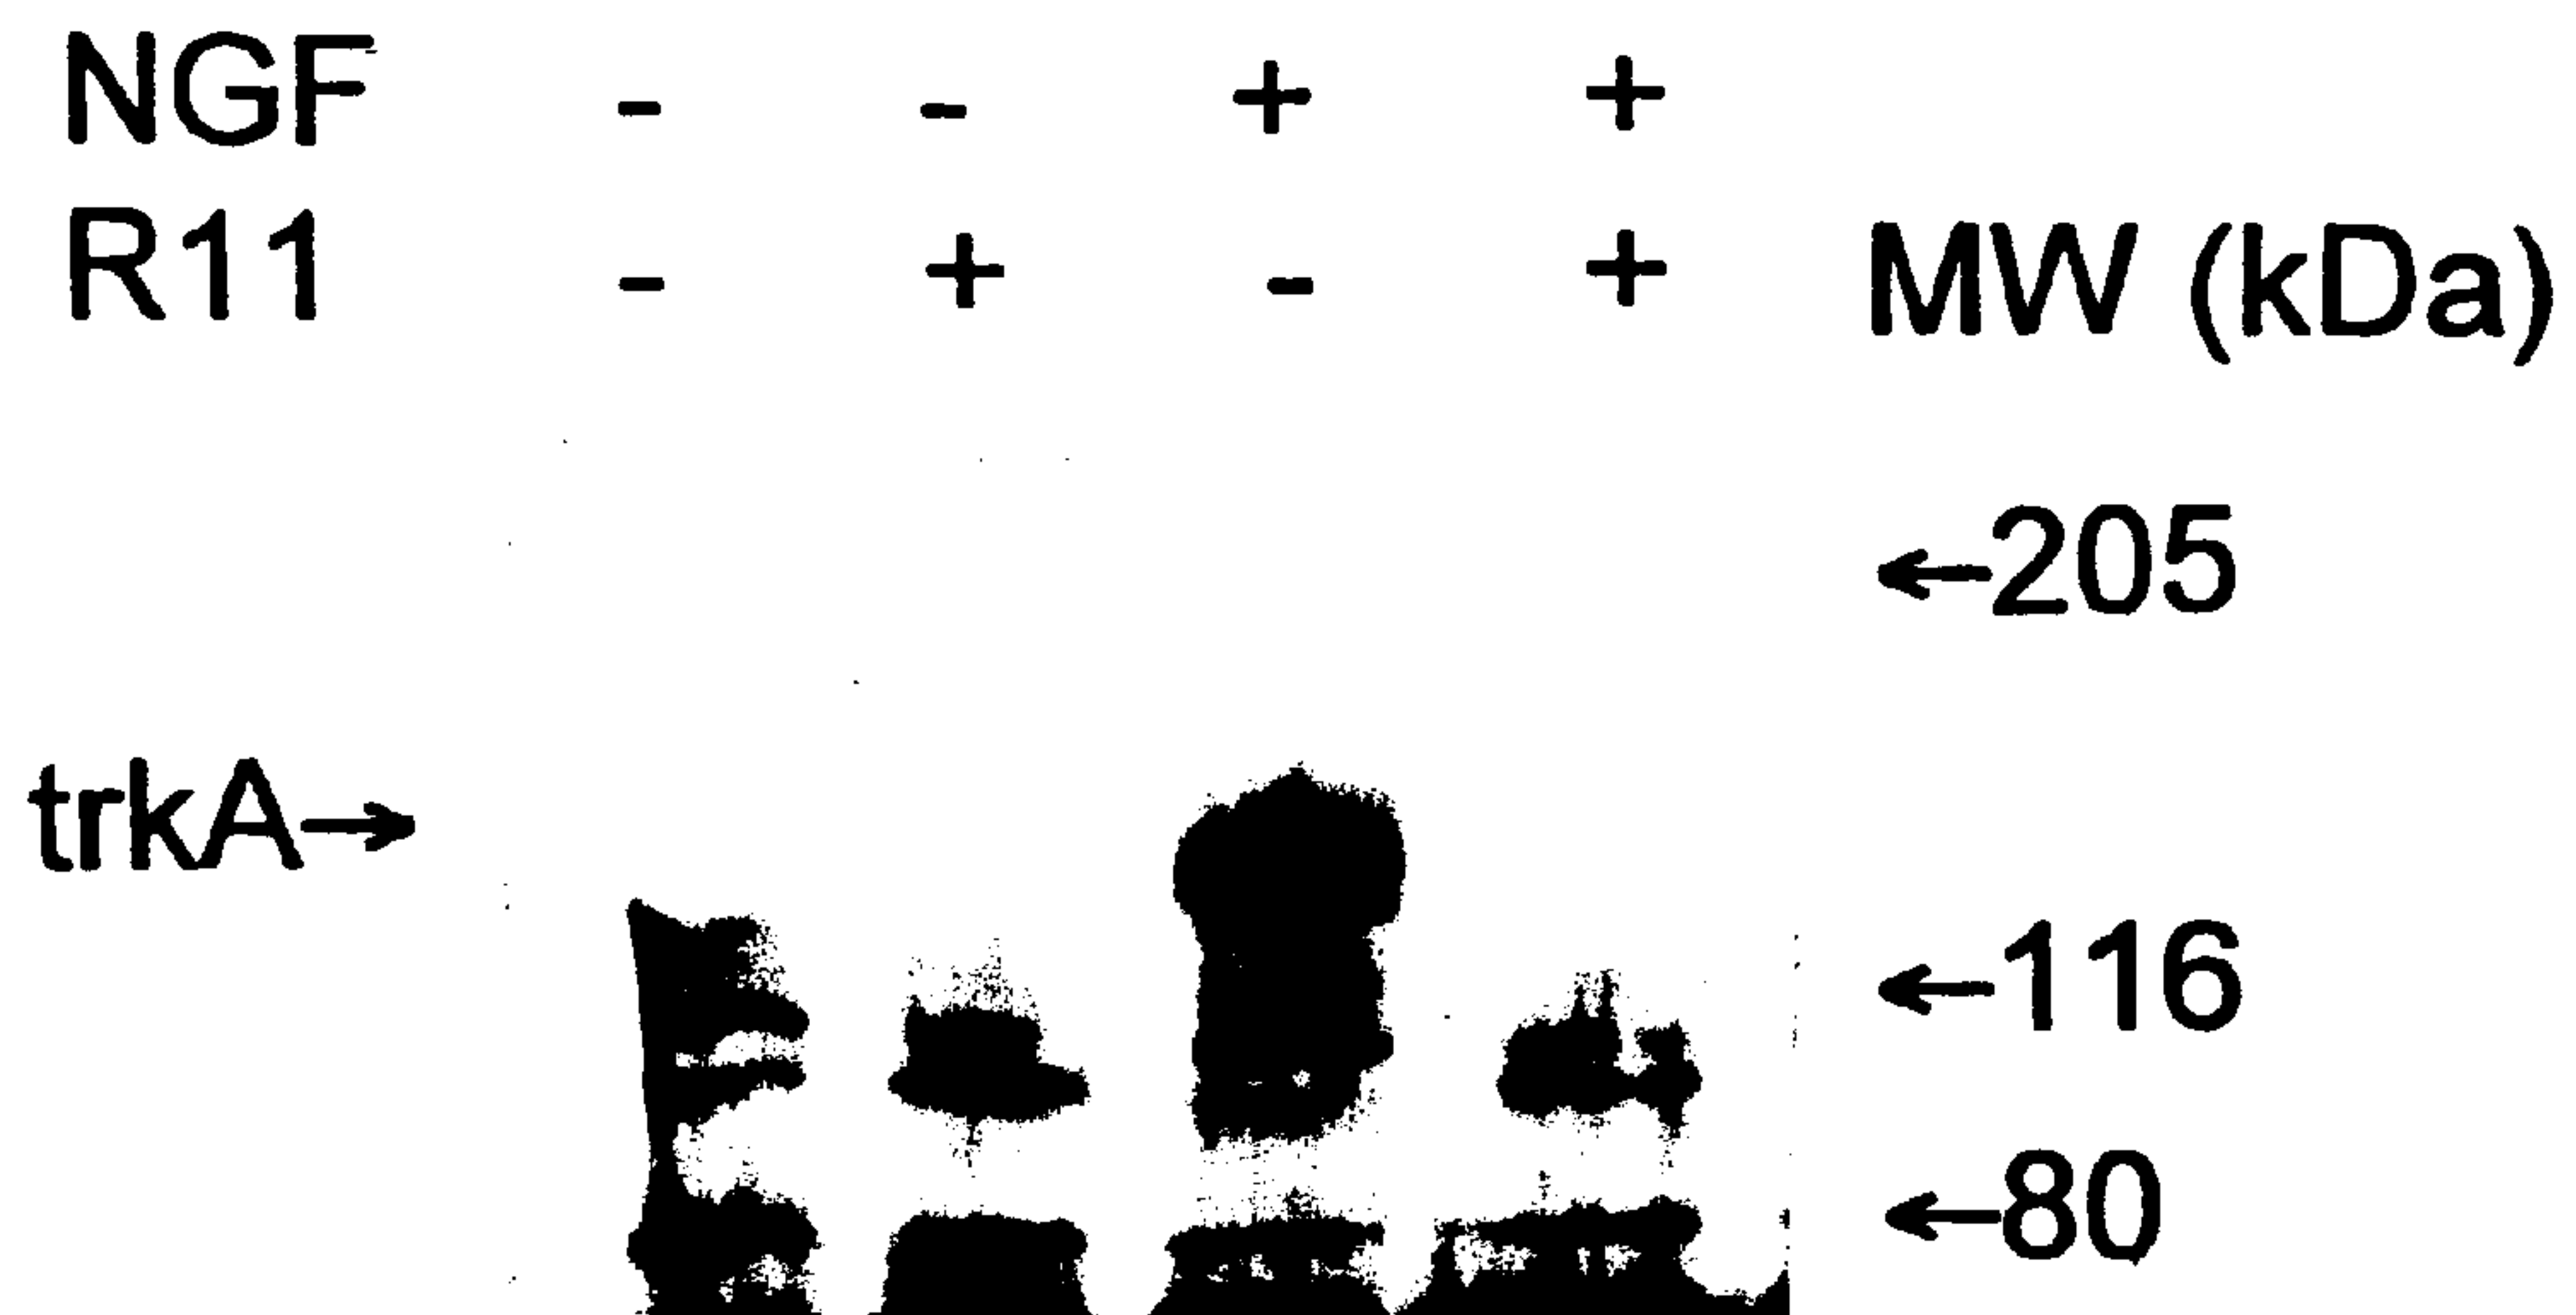 NGF - - + +
R11 - + - + MW (kDa)
←205
trkA→
←116
←80